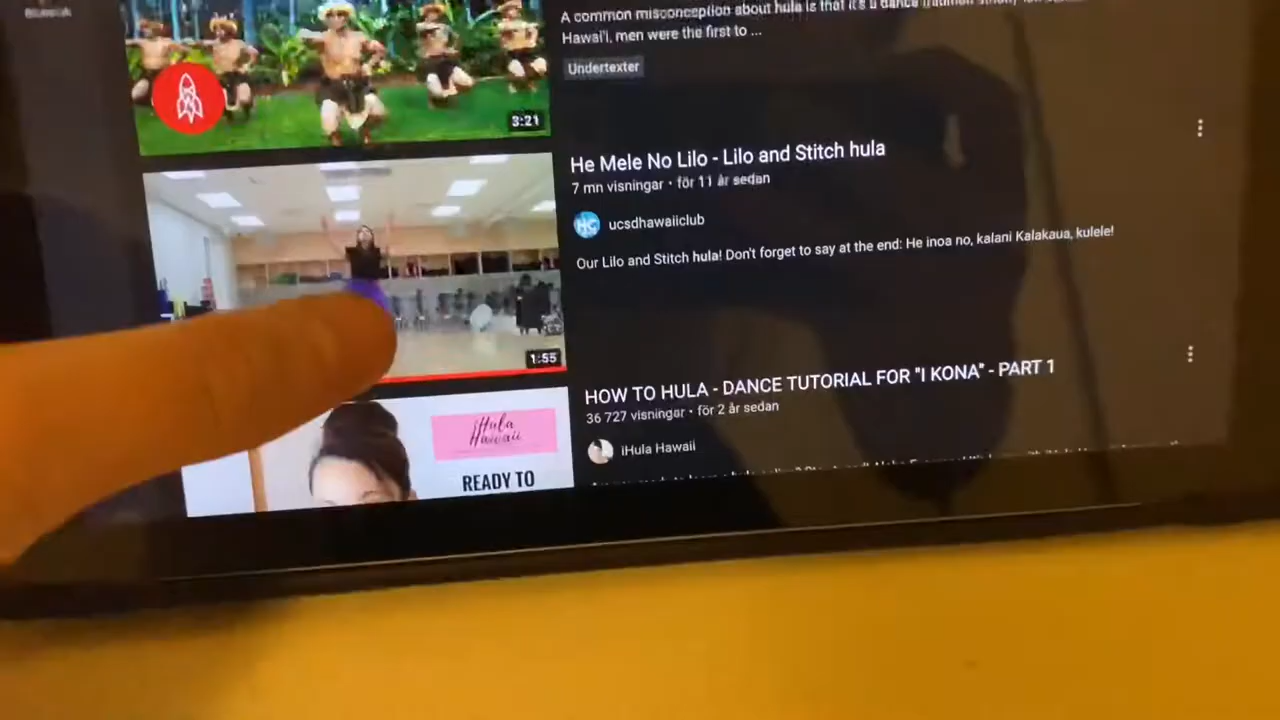 A common misconception about hula is that it's a dance
Hawai'i, men were the first to ...
Undertexter
3:21
He Mele No Lilo - Lilo and Stitch hula
7 mn visningar • för 11 år sedan
HC
ucsdhawaiiclub
Our Lilo and Stitch hula! Don't forget to say at the end: He inoa no, kalani Kalakaua, kulele!
1:55
HOW TO HULA - DANCE TUTORIAL FOR "I KONA" - PART 1
36 727 visningar • för 2 år sedan
iHula Hawaii
iHula
Hawaii
READY TO